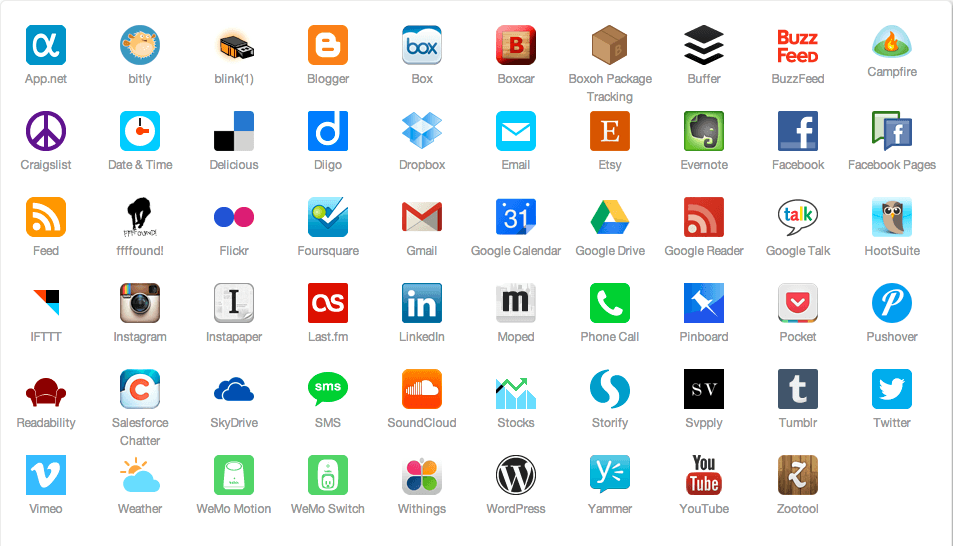 α
box
B
BUZZ
FEED
App.net
bitly
blink(1)
Blogger
Box
Boxcar
Boxoh Package
Tracking
Buffer
BuzzFeed
Campfire
d
E
f
f
Craigslist
Date & Time
Delicious
Diigo
Dropbox
Email
Etsy
Evernote
Facebook
Facebook Pages
FFFFOUND!
31
talk
Feed
ffffound!
Flickr
Foursquare
Gmail
Google Calendar
Google Drive
Google Reader
Google Talk
HootSuite
I
as
in
m
P
IFTTT
Instagram
Instapaper
Last.fm
LinkedIn
Moped
Phone Call
Pinboard
Pocket
Pushover
C
sms
SV
t
Readability
Salesforce
Chatter
SkyDrive
SMS
SoundCloud
Stocks
Storify
Svpply
Tumblr
Twitter
V
W
You
Tube
Z
Vimeo
Weather
WeMo Motion
WeMo Switch
Withings
WordPress
Yammer
YouTube
Zootool